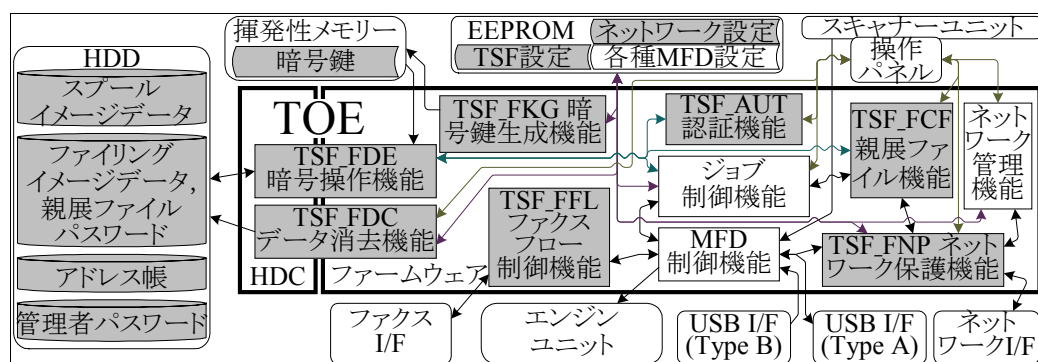 HDD
スプール
イメージデータ
ファイリング
イメージデータ,
親展ファイル
パスワード
アドレス帳
管理者パスワード
揮発性メモリー
暗号鍵
EEPROM
ネットワーク設定
TSF設定
各種MFD設定
スキャナーユニット
操作
パネル
TOE
HDC
ファームウェア
TSF_FKG 暗
号鍵生成機能
TSF_AUT
認証機能
TSF_FCF
親展ファ
イル機能
ネット
ワーク
管理
機能
TSF_FDE
暗号操作機能
ジョブ
制御機能
TSF_FDC
データ消去機能
TSF_FFL
ファクス
フロー
制御機能
MFD
制御機能
TSF_FNP ネット
ワーク保護機能
ファクス
I/F
エンジン
ユニット
USB I/F
(Type B)
USB I/F
(Type A)
ネット
ワークI/F